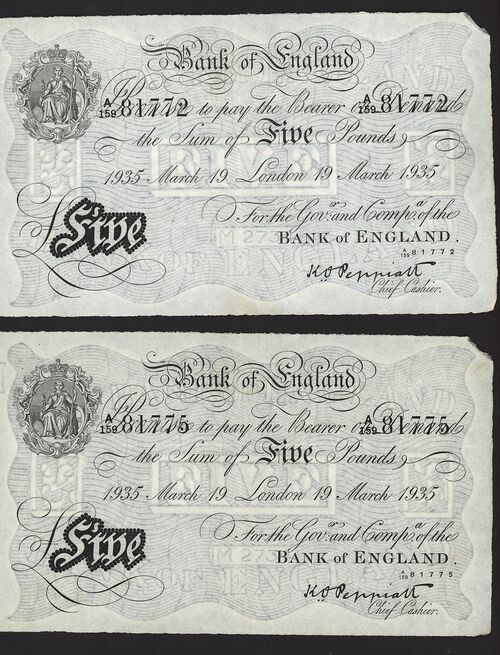 Bank of England
A/159 81772 to pay the Bearer on Demand A/159 81772
the Sum of Five Pounds
1935 March 19 London 19 March 1935
For the Govr. and Compa. of the
Five
BANK of ENGLAND.
A/159 81772
K.O. Peppiatt
Chief Cashier.
Bank of England
A/159 81775 to pay the Bearer on Demand A/159 81775
the Sum of Five Pounds
1935 March 19 London 19 March 1935
For the Govr. and Compa. of the
Five
BANK of ENGLAND.
A/159 81775
K.O. Peppiatt
Chief Cashier.